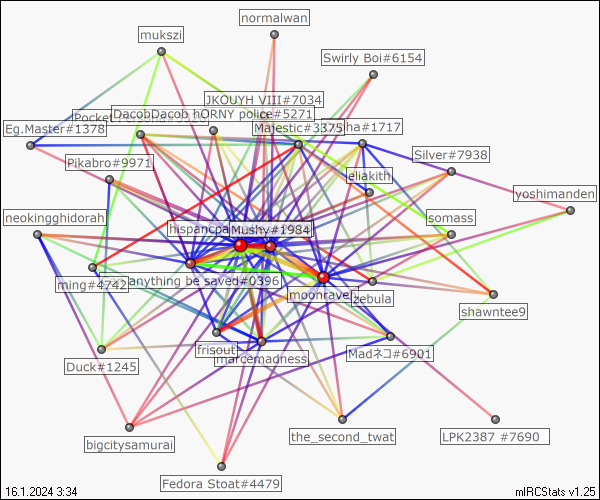 normalwan
mukszi
Swirly Boi#6154
JKOUYH VIII#7034
DacobDacob hORNY police#5271
Eg.Master#1378
Majestic#3375
#1717
Silver#7938
Pikabro#9971
eliakith
yoshimanden
neokingghidorah
somass
Mushy#1984
ming#4742
anything be saved#0396
moonrave
zebula
shawntee9
frisout
marcemadness
Madネコ#6901
Duck#1245
bigcitysamurai
the_second_twat
LPK2387 #7690
Fedora Stoat#4479
16.1.2024 3:34
mIRCStats v1.25